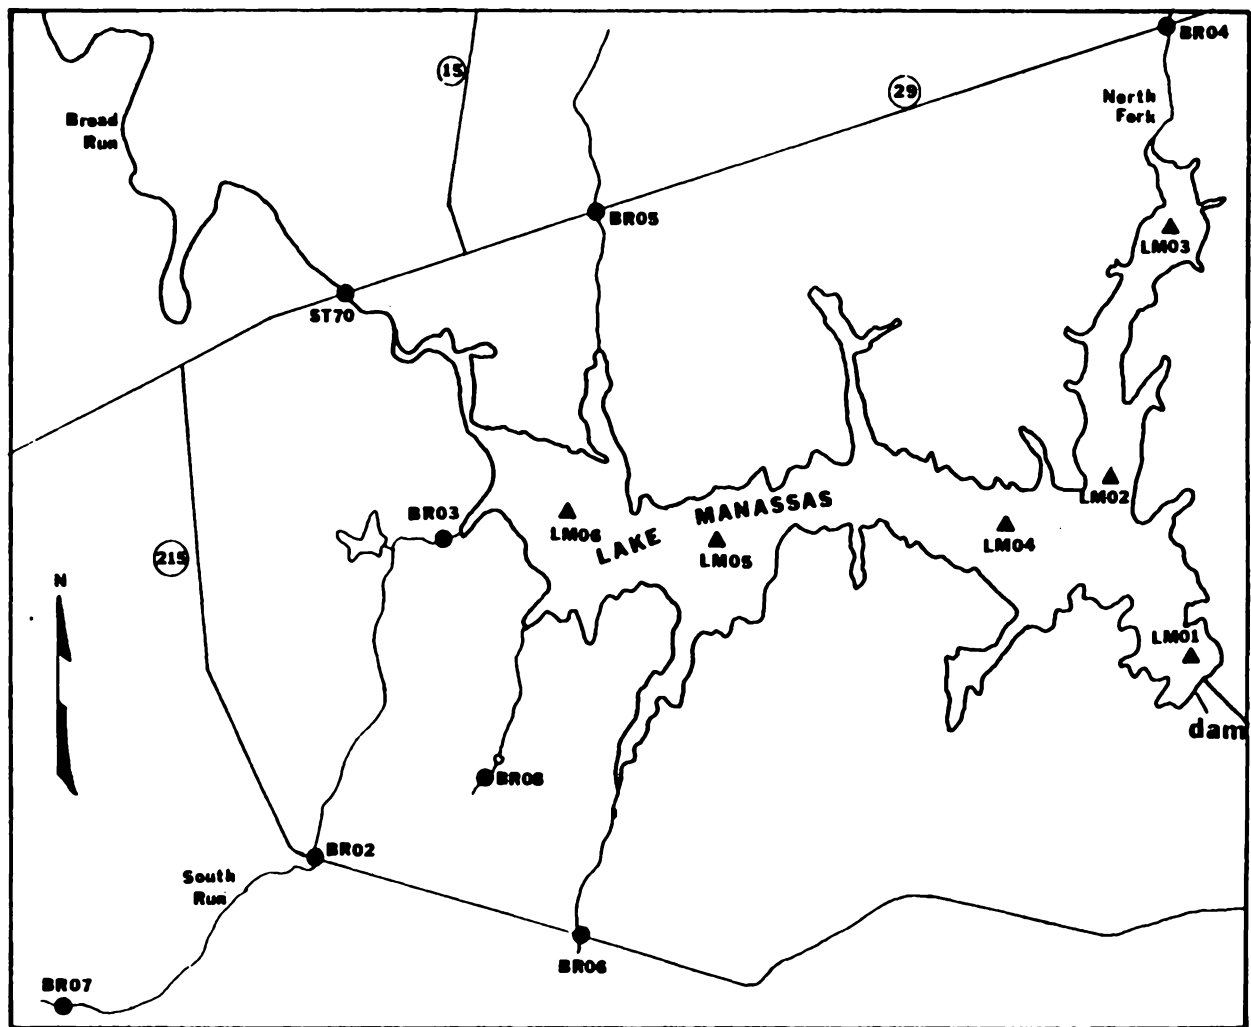 BR04
15
29
North
Fork
Broad
Run
BR05
LM03
ST70
LM02
BR03
MANASSAS
LM06
LAKE
LM04
LM05
215
N
LM01
dam
BR08
BR02
South
Run
BR06
BR07